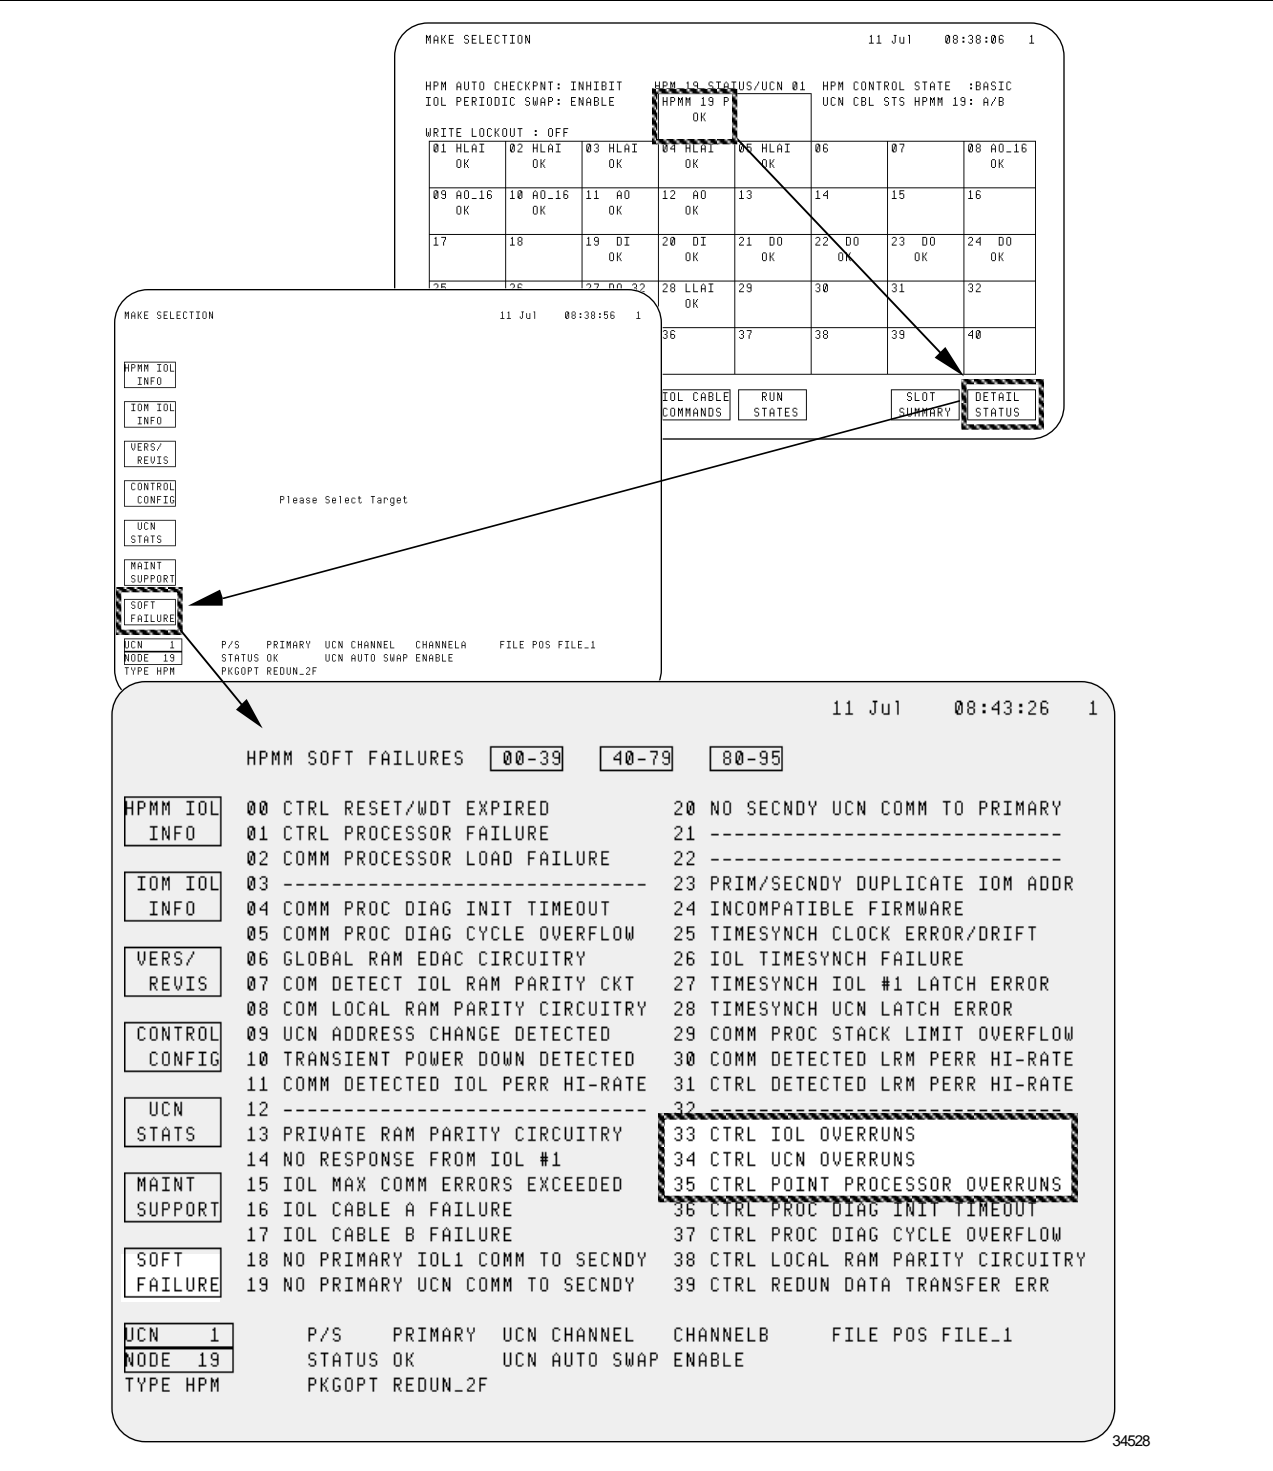 MAKE SELECTION 11 Jul 08:38:06 1
HPM AUTO CHECKPNT: INHIBIT HPM 19 STATUS/UCN 01 HPM CONTROL STATE :BASIC
IOL PERIODIC SWAP: ENABLE HPMM 19 P UCN CBL STS HPMM 19: A/B
OK
WRITE LOCKOUT : OFF
01 HLAI 02 HLAI 03 HLAI 04 HLAI 05 HLAI 06 07 08 AO_16
OK OK OK OK OK OK
09 AO_16 10 AO_16 11 AO 12 AO 13 14 15 16
OK OK OK OK
17 18 19 DI 20 DI 21 DO 22 DO 23 DO 24 DO
OK OK OK OK OK OK
25 26 27 DO_32 28 LLAI 29 30 31 32
OK
36 37 38 39 40
IOL CABLE RUN SLOT DETAIL
COMMANDS STATES SUMMARY STATUS
MAKE SELECTION 11 Jul 08:38:56 1
HPMM IOL
INFO
IOM IOL
INFO
VERS/
REVIS
CONTROL
CONFIG
Please Select Target
UCN
STATS
MAINT
SUPPORT
SOFT
FAILURE
UCN 1 P/S PRIMARY UCN CHANNEL CHANNELA FILE POS FILE_1
NODE 19 STATUS OK UCN AUTO SWAP ENABLE
TYPE HPM PKGOPT REDUN_2F
11 Jul 08:43:26 1
HPMM SOFT FAILURES 00-39 40-79 80-95
HPMM IOL 00 CTRL RESET/WDT EXPIRED 20 NO SECNDY UCN COMM TO PRIMARY
INFO 01 CTRL PROCESSOR FAILURE 21 -----------------------------
02 COMM PROCESSOR LOAD FAILURE 22 -----------------------------
IOM IOL 03 ------------------------------ 23 PRIM/SECNDY DUPLICATE IOM ADDR
INFO 04 COMM PROC DIAG INIT TIMEOUT 24 INCOMPATIBLE FIRMWARE
05 COMM PROC DIAG CYCLE OVERFLOW 25 TIMESYNCH CLOCK ERROR/DRIFT
VERS/ 06 GLOBAL RAM EDAC CIRCUITRY 26 IOL TIMESYNCH FAILURE
REVIS 07 COM DETECT IOL RAM PARITY CKT 27 TIMESYNCH IOL #1 LATCH ERROR
08 COM LOCAL RAM PARITY CIRCUITRY 28 TIMESYNCH UCN LATCH ERROR
CONTROL 09 UCN ADDRESS CHANGE DETECTED 29 COMM PROC STACK LIMIT OVERFLOW
CONFIG 10 TRANSIENT POWER DOWN DETECTED 30 COMM DETECTED LRM PERR HI-RATE
11 COMM DETECTED IOL PERR HI-RATE 31 CTRL DETECTED LRM PERR HI-RATE
UCN 12 ------------------------------ 32 -----------------------------
STATS 13 PRIVATE RAM PARITY CIRCUITRY 33 CTRL IOL OVERRUNS
14 NO RESPONSE FROM IOL #1 34 CTRL UCN OVERRUNS
MAINT 15 IOL MAX COMM ERRORS EXCEEDED 35 CTRL POINT PROCESSOR OVERRUNS
SUPPORT 16 IOL CABLE A FAILURE 36 CTRL PROC DIAG INIT TIMEOUT
17 IOL CABLE B FAILURE 37 CTRL PROC DIAG CYCLE OVERFLOW
SOFT 18 NO PRIMARY IOL1 COMM TO SECNDY 38 CTRL LOCAL RAM PARITY CIRCUITRY
FAILURE 19 NO PRIMARY UCN COMM TO SECNDY 39 CTRL REDUN DATA TRANSFER ERR
UCN 1 P/S PRIMARY UCN CHANNEL CHANNELB FILE POS FILE_1
NODE 19 STATUS OK UCN AUTO SWAP ENABLE
TYPE HPM PKGOPT REDUN_2F
34528